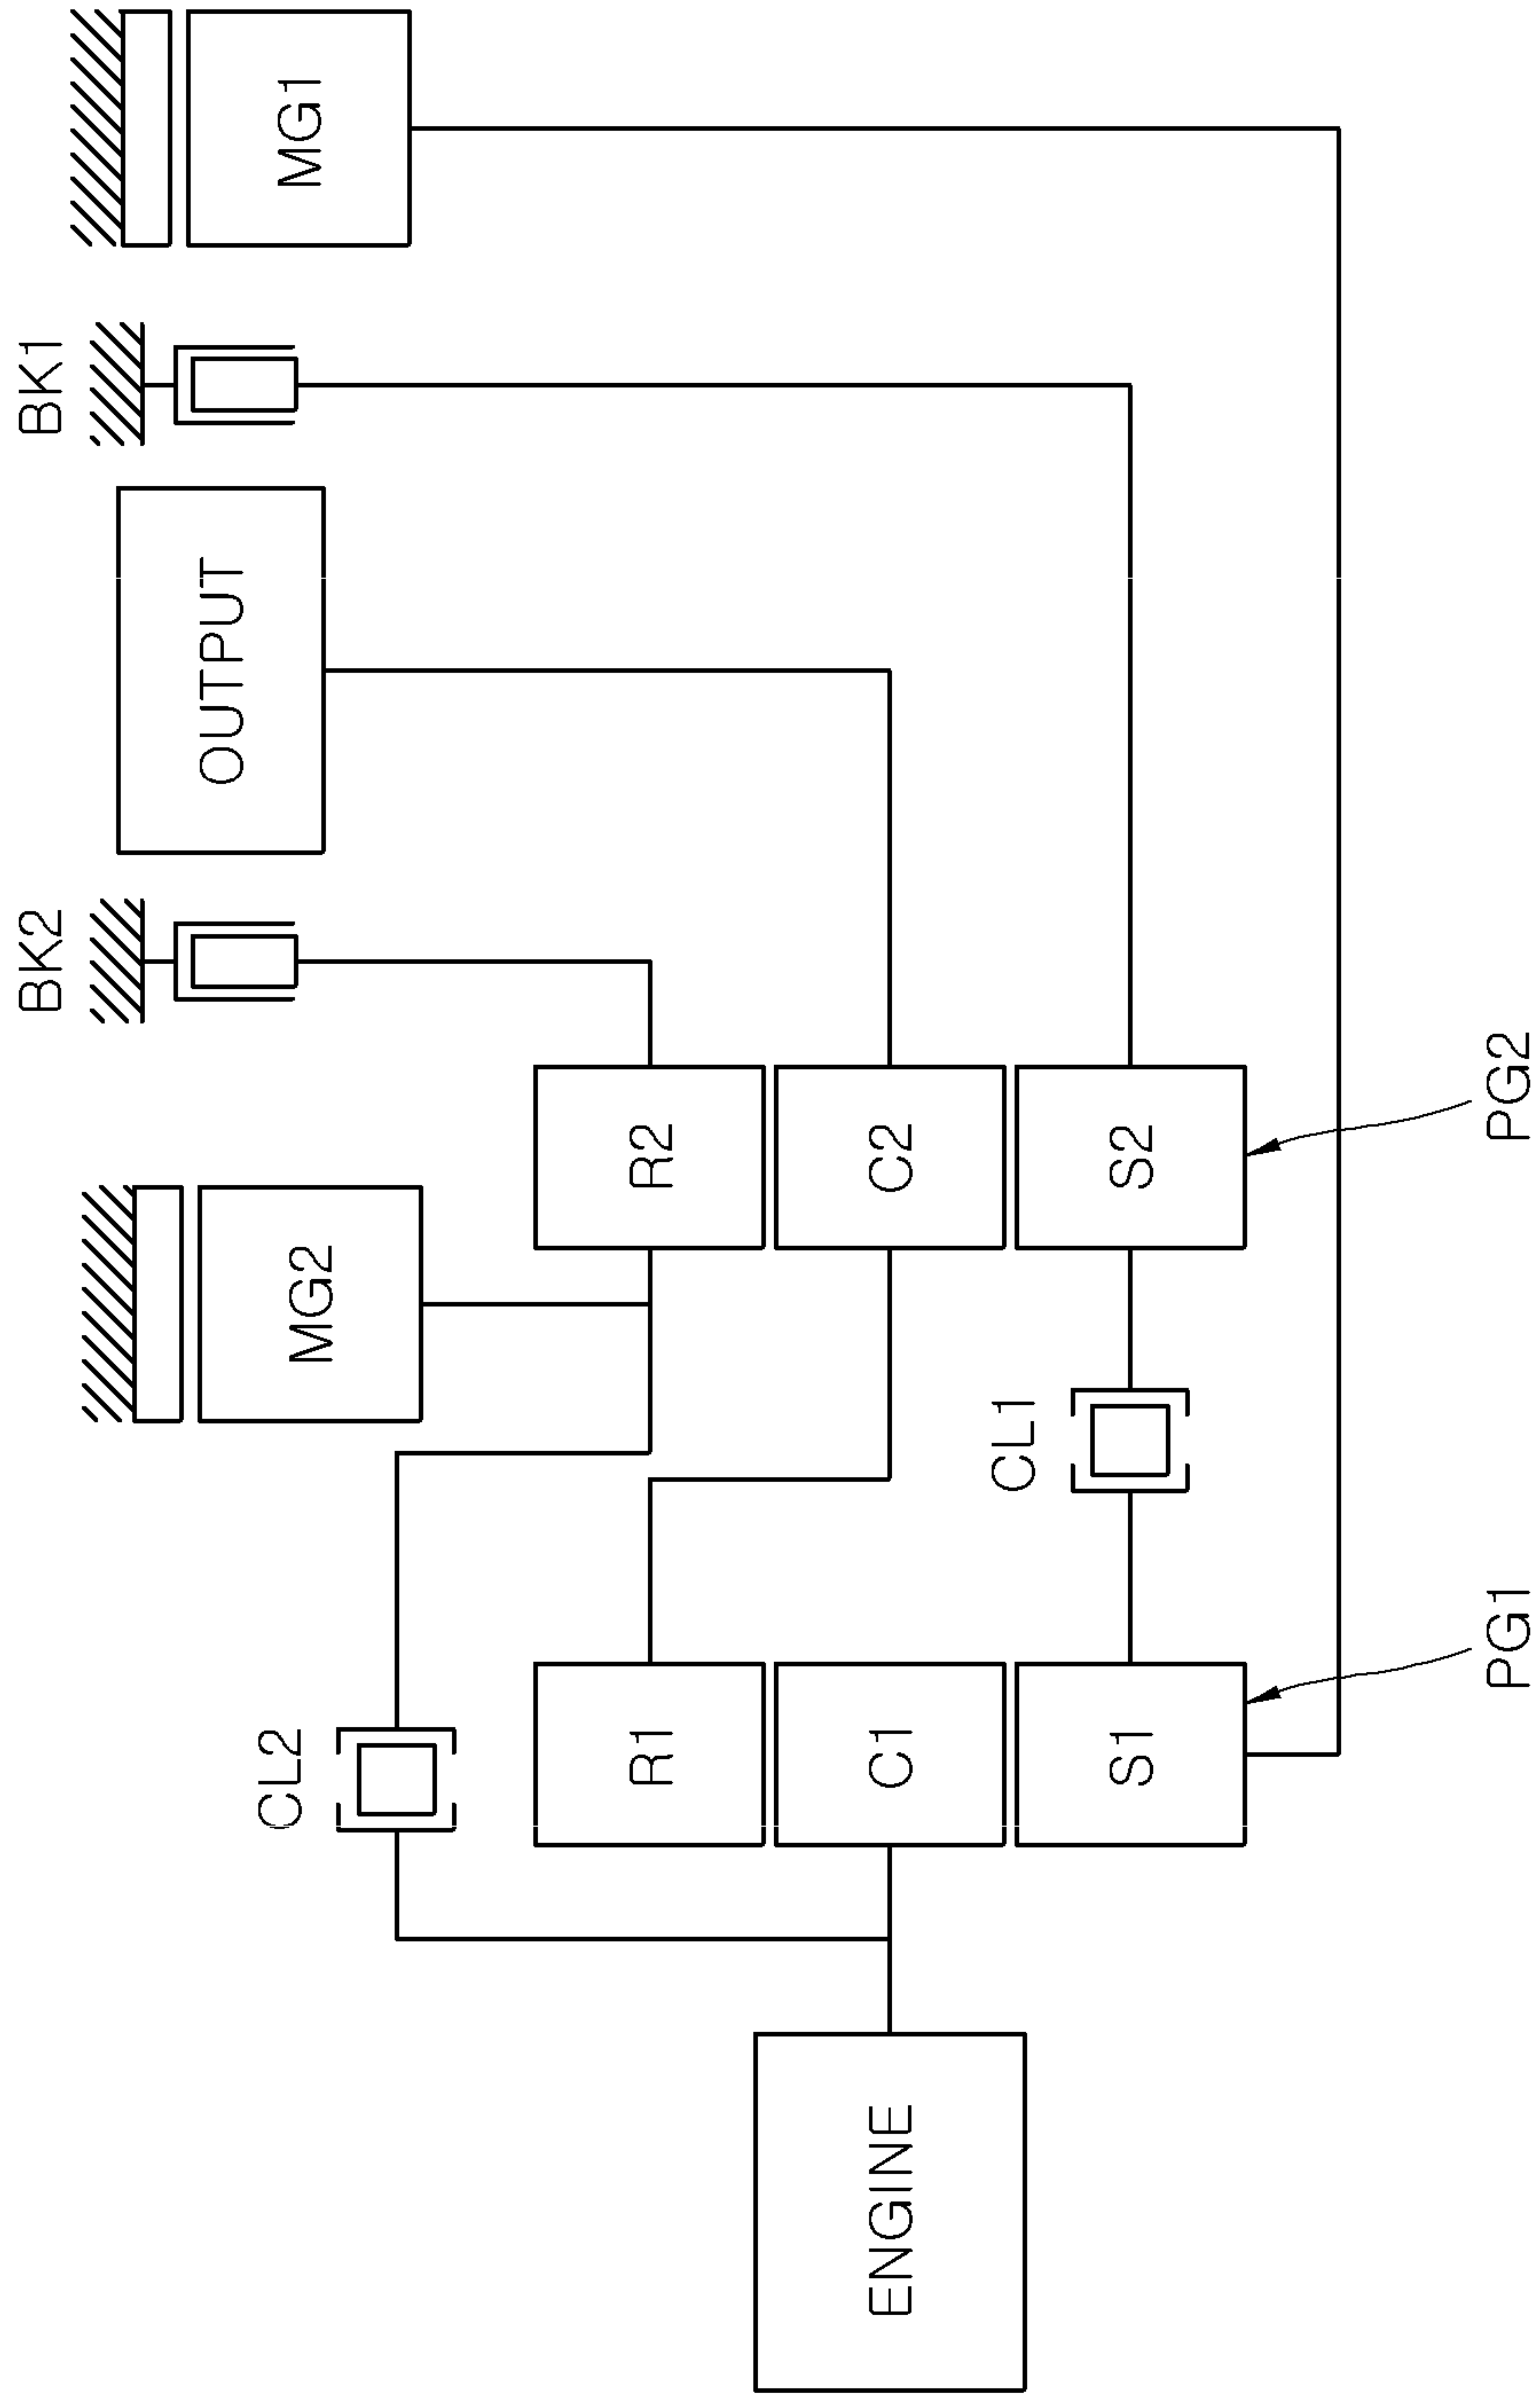 BK2
BK1
MG2
OUTPUT
MG1
CL2
R1
R2
ENGINE
C1
C2
CL1
S1
S2
PG1
PG2